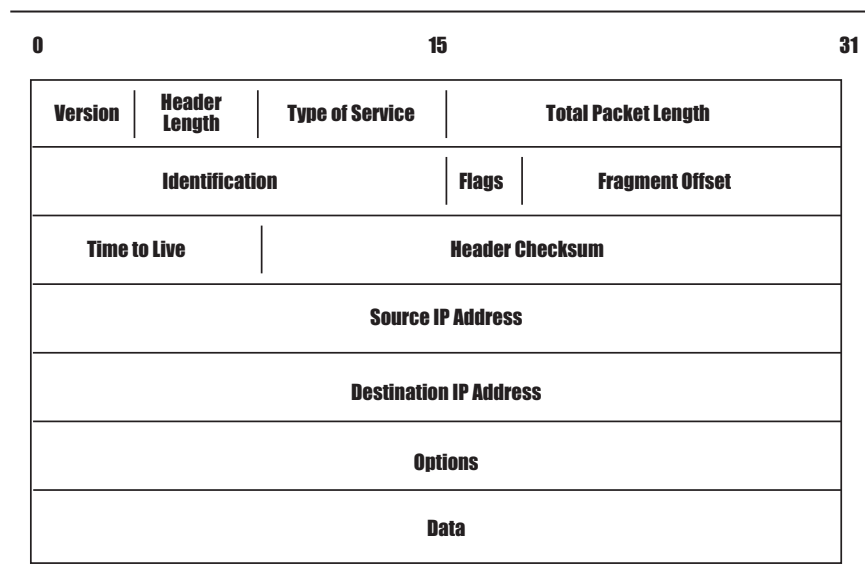 0 15 31
Version Header Length Type of Service Total Packet Length
Identification Flags Fragment Offset
Time to Live Header Checksum
Source IP Address
Destination IP Address
Options
Data